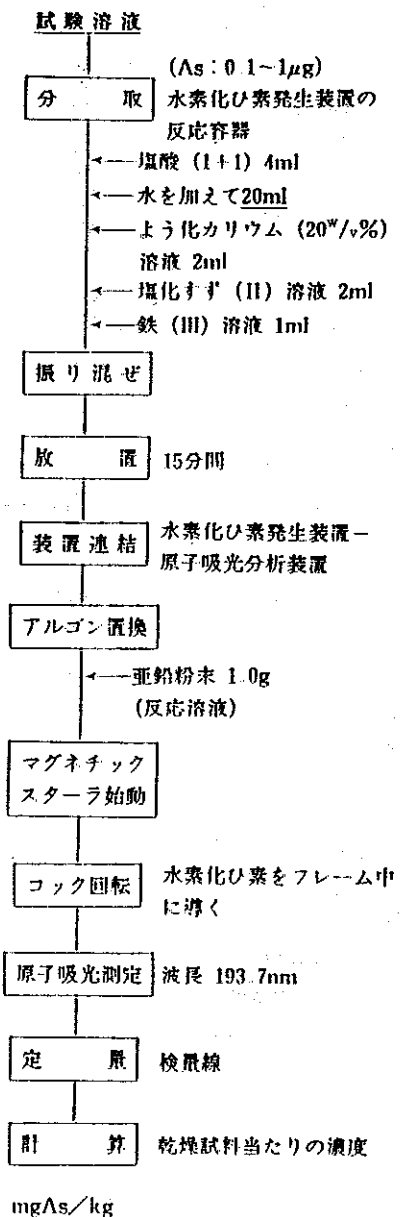 試験溶液
(As：0.1~1μg)
分　取　水素化ひ素発生装置の
反応容器
塩酸 (1+1) 4ml
水を加えて20ml
よう化カリウム (20w/v%)
溶液 2ml
塩化すず (II) 溶液 2ml
鉄 (III) 溶液 1ml
振り混ぜ
放　置　15分間
装置連結　水素化ひ素発生装置－
原子吸光分析装置
アルゴン置換
亜鉛粉末 1.0g
(反応溶液)
マグネチック
スターラ始動
コック回転　水素化ひ素をフレーム中
に導く
原子吸光測定　波長 193.7nm
定　量　検量線
計　算　乾燥試料当たりの濃度
mgAs／kg